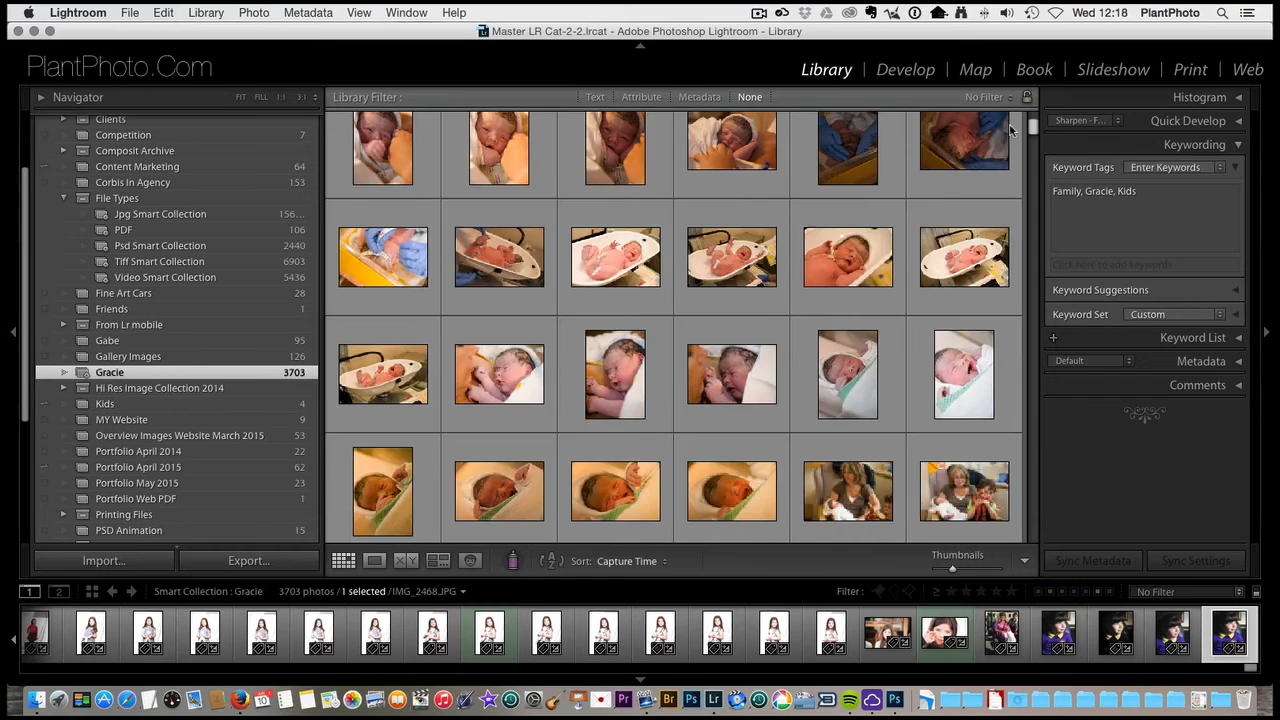 Lightroom File Edit Library Photo Metadata View Window Help Wed 12:18 PlantPhoto
Master LR Cat-2-2.lrcat - Adobe Photoshop Lightroom - Library
PlantPhoto.Com
Library | Develop | Map | Book | Slideshow | Print | Web
Navigator FIT FILL 1:1 3:1
Library Filter : Text Attribute Metadata None No Filter
Histogram
Clients
Competition 7
Composit Archive
Content Marketing 64
Corbis In Agency 153
File Types
Jpg Smart Collection 156...
PDF 106
Psd Smart Collection 2440
Tiff Smart Collection 6903
Video Smart Collection 5436
Fine Art Cars 28
Friends 1
From Lr mobile
Gabe 95
Gallery Images 126
Gracie 3703
Hi Res Image Collection 2014
Kids 4
MY Website 9
Overview Images Website March 2015 53
Portfolio April 2014 22
Portfolio April 2015 62
Portfolio May 2015 23
Portfolio Web PDF 1
Printing Files
PSD Animation 15
Import... Export...
Sharpen - F... Quick Develop
Keywording
Keyword Tags Enter Keywords
Family, Gracie, Kids
Click here to add keywords
Keyword Suggestions
Keyword Set Custom
Keyword List
Default Metadata
Comments
Sort: Capture Time Thumbnails
Sync Metadata Sync Settings
1 2 Smart Collection : Gracie 3703 photos / 1 selected / IMG_2468.JPG Filter : No Filter